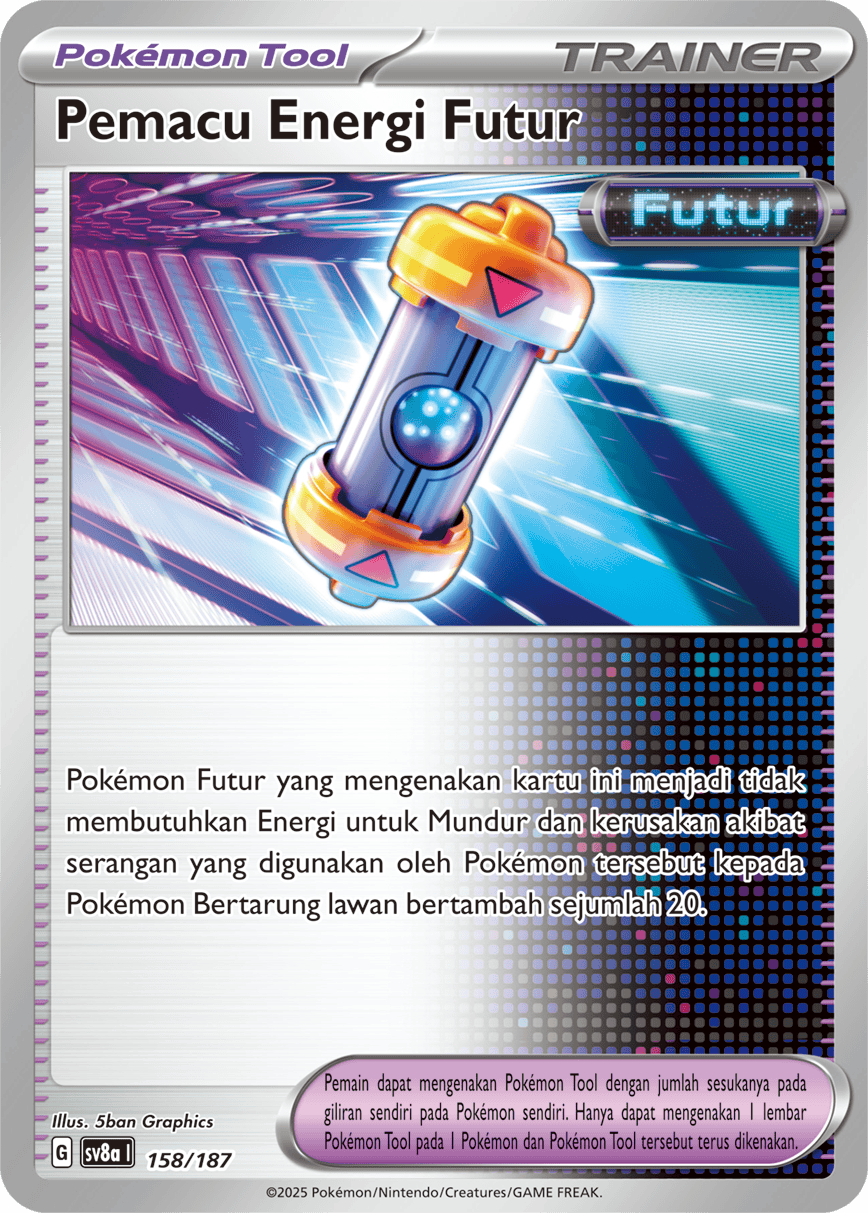 Pokémon Tool
TRAINER
Pemacu Energi Futur
Futur
Pokémon Futur yang mengenakan kartu ini menjadi tidak
membutuhkan Energi untuk Mundur dan kerusakan akibat
serangan yang digunakan oleh Pokémon tersebut kepada
Pokémon Bertarung lawan bertambah sejumlah 20.
Pemain dapat mengenakan Pokémon Tool dengan jumlah sesukanya pada
giliran sendiri pada Pokémon sendiri. Hanya dapat mengenakan 1 lembar
Pokémon Tool pada 1 Pokémon dan Pokémon Tool tersebut terus dikenakan.
Illus. 5ban Graphics
G sv8a I 158/187
©2025 Pokémon/Nintendo/Creatures/GAME FREAK.